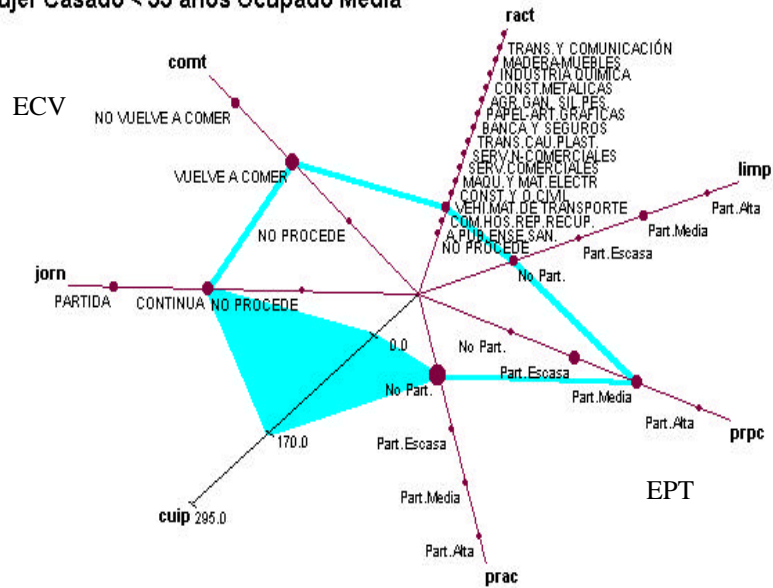 ujer Casado < 35 años Ocupado Media
ract
TRANS.Y COMUNICACIÓN
MADERA-MUEBLES
INDUSTRIA QUIMICA
CONST.METALICAS
AGR.GAN. SIL.PES.
PAPEL-ART.GRAFICAS
BANCA Y SEGUROS
TRANS.CAU.PLAST.
SERV.N-COMERCIALES
SERV.COMERCIALES
MAQU.Y MAT.ELECTR
CONST.Y O.CIVIL
VEHI.MAT.DE TRANSPORTE
COM.HOS.REP.RECUP.
A.PUB.ENSE.SAN.
NO PROCEDE
comt
ECV
NO VUELVE A COMER
VUELVE A COMER
NO PROCEDE
limp
Part.Alta
Part.Media
Part.Escasa
No Part.
jorn
PARTIDA
CONTINUA
NO PROCEDE
0.0
170.0
cuip
295.0
No Part.
Part.Escasa
Part.Media
Part.Alta
prpc
No Part.
Part.Escasa
Part.Media
Part.Alta
prac
EPT